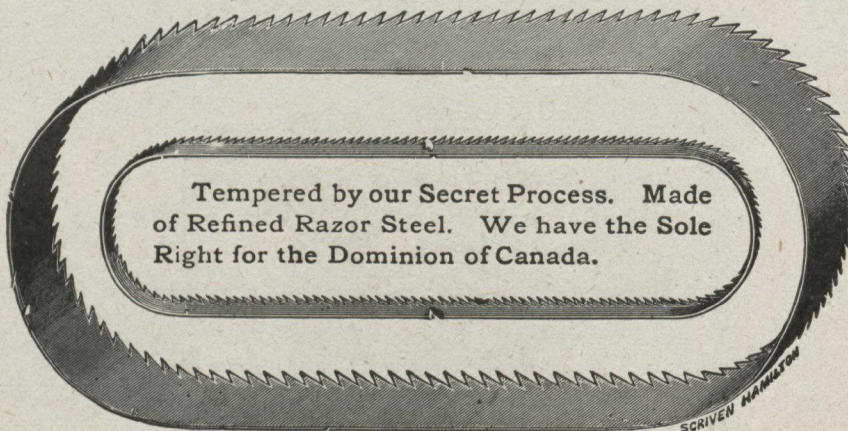 Tempered by our Secret Process. Made
of Refined Razor Steel. We have the Sole
Right for the Dominion of Canada.
SCRIVEN HAMILTON